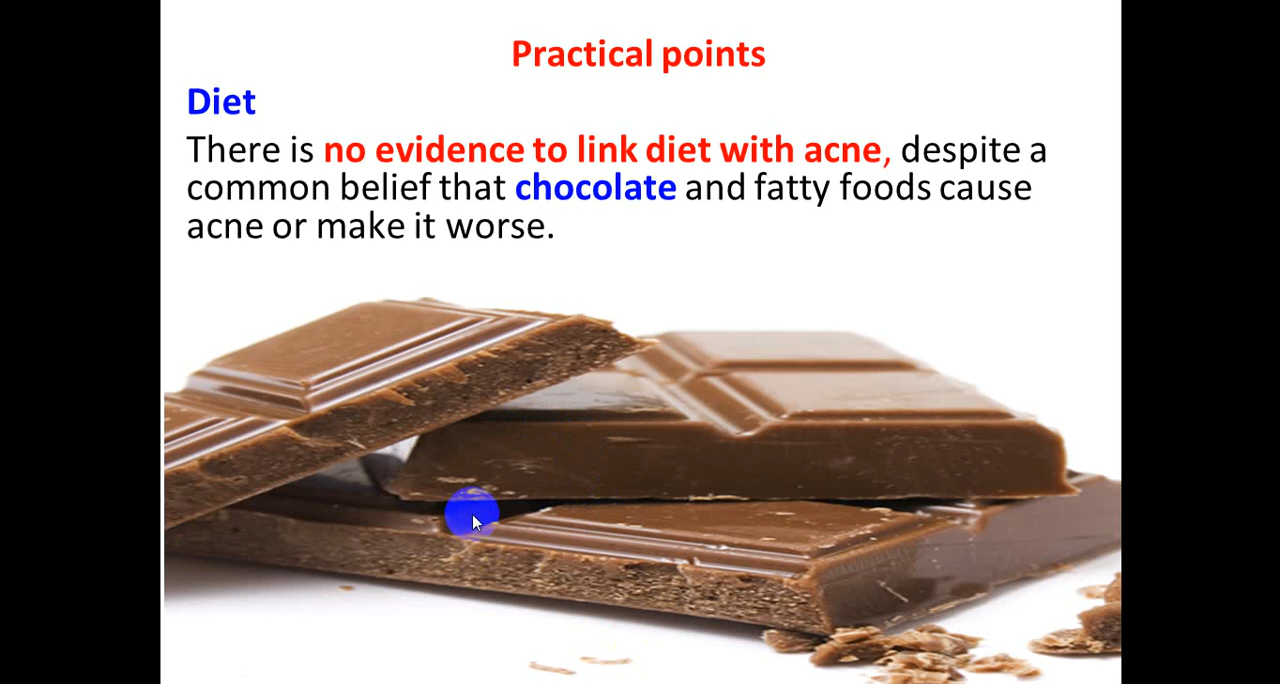 Practical points
Diet
There is no evidence to link diet with acne, despite a
common belief that chocolate and fatty foods cause
acne or make it worse.